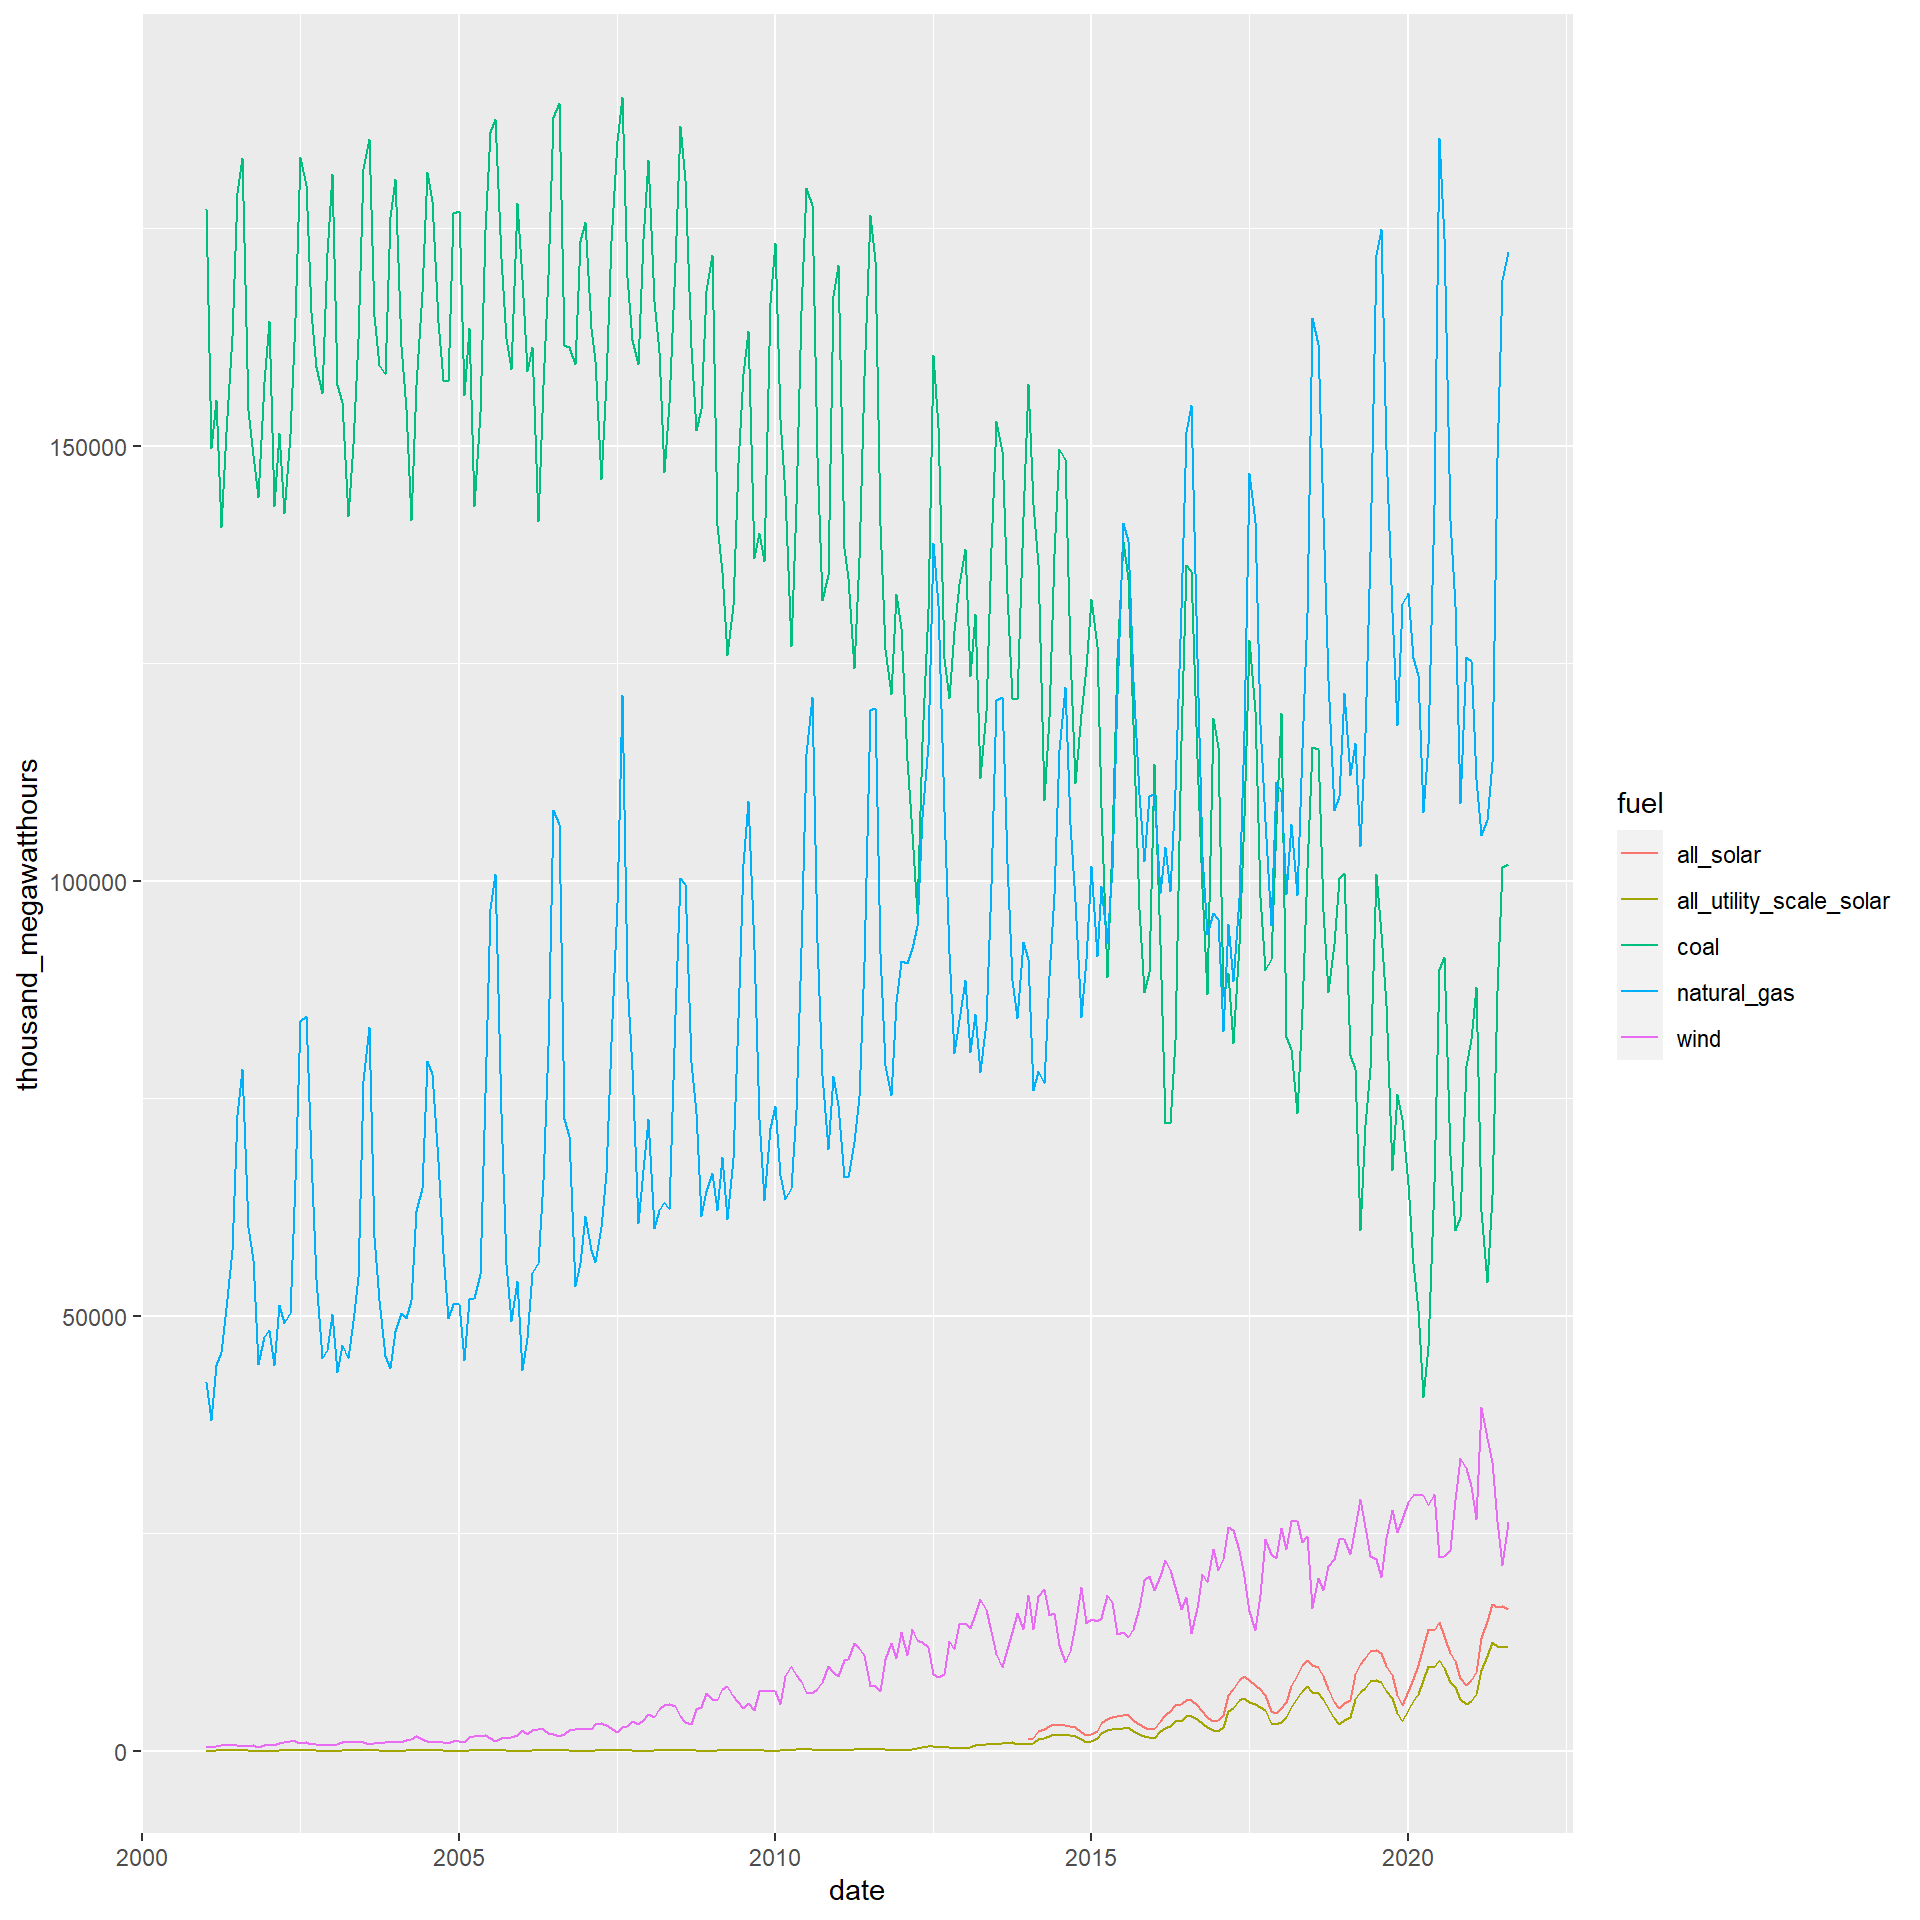 thousand_megawatthours
150000
100000
50000
0
2000
2005
2010
2015
2020
date
fuel
all_solar
all_utility_scale_solar
coal
natural_gas
wind